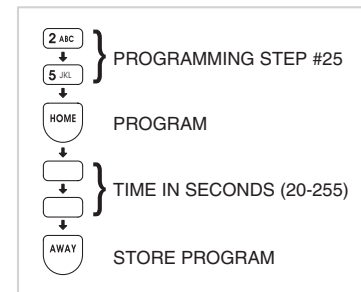 2 ABC
PROGRAMMING STEP #25
5 JKL
HOME
PROGRAM
TIME IN SECONDS (20-255)
AWAY
STORE PROGRAM